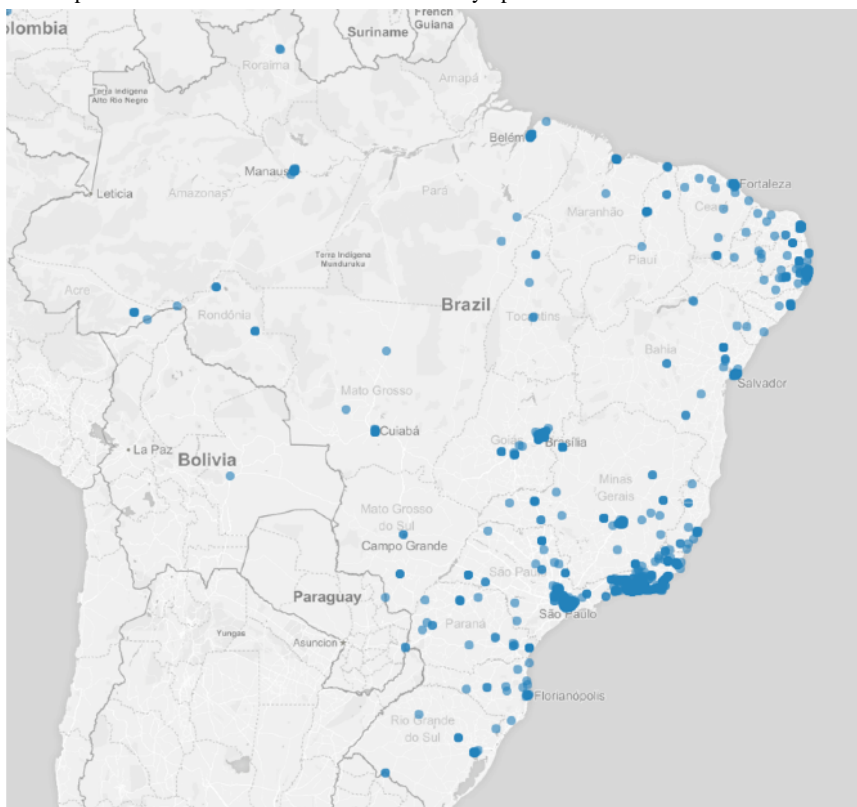 olombia
Suriname
French
Guiana
Roraima
Amapá
Terra Indígena
Alto Rio Negro
Belém
Manaus
Fortaleza
Leticia
Amazonas
Pará
Maranhão
Ceará
Terra Indígena
Munduruku
Piauí
Acre
Rondônia
Brazil
Tocantins
Bahia
Mato Grosso
Salvador
Cuiabá
La Paz
Goiás
Brasília
Bolivia
Minas
Gerais
Mato Grosso
do Sul
Campo Grande
São Paulo
Paraguay
São Paulo
Yungas
Asuncion
Paraná
Florianópolis
Rio Grande
do Sul